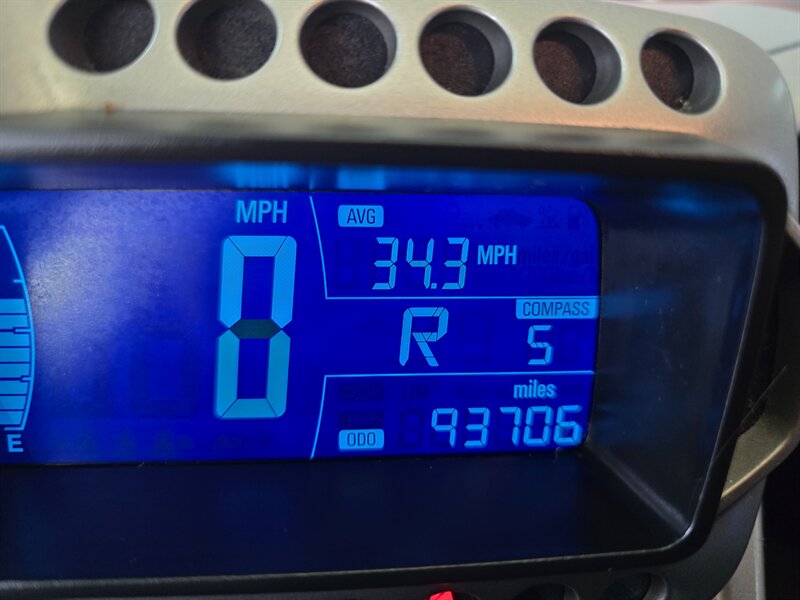 MPH
0
E
AVG
34.3 MPH
R
COMPASS
S
miles
ODO 93706